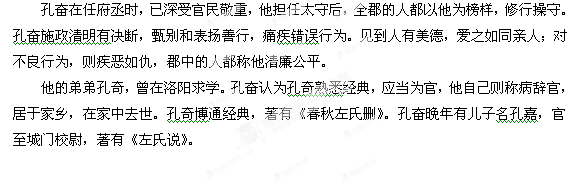 孔奋在任府丞时，已深受官民敬重，他担任太守后，全郡的人都以他为榜样，修行操守。
孔奋施政清明有决断，甄别和表扬善行，痛疾错误行为。见到人有美德，爱之如同亲人；对
不良行为，则疾恶如仇，郡中的人都称他清廉公平。
他的弟弟孔奇，曾在洛阳求学。孔奋认为孔奇熟悉经典，应当为官，他自己则称病辞官，
居于家乡，在家中去世。孔奇博通经典，著有《春秋左氏删》。孔奋晚年有儿子名孔嘉，官
至城门校尉，著有《左氏说》。